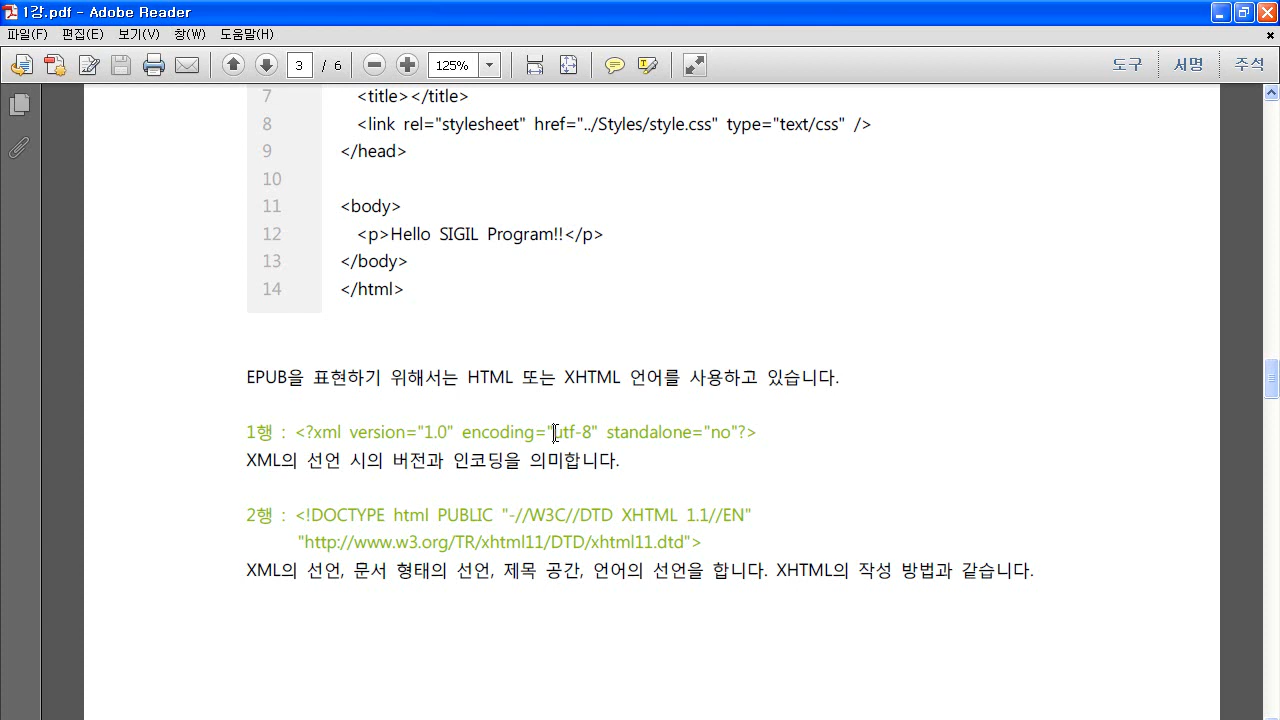 1강.pdf - Adobe Reader
파일(F) 편집(E) 보기(V) 창(W) 도움말(H)
3 / 6 125% 도구 서명 주석
7 <title></title>
8 <link rel="stylesheet" href="../Styles/style.css" type="text/css" />
9 </head>
10
11 <body>
12 <p>Hello SIGIL Program!!</p>
13 </body>
14 </html>
EPUB을 표현하기 위해서는 HTML 또는 XHTML 언어를 사용하고 있습니다.
1행 : <?xml version="1.0" encoding="utf-8" standalone="no"?>
XML의 선언 시의 버전과 인코딩을 의미합니다.
2행 : <!DOCTYPE html PUBLIC "-//W3C//DTD XHTML 1.1//EN"
"http://www.w3.org/TR/xhtml11/DTD/xhtml11.dtd">
XML의 선언, 문서 형태의 선언, 제목 공간, 언어의 선언을 합니다. XHTML의 작성 방법과 같습니다.